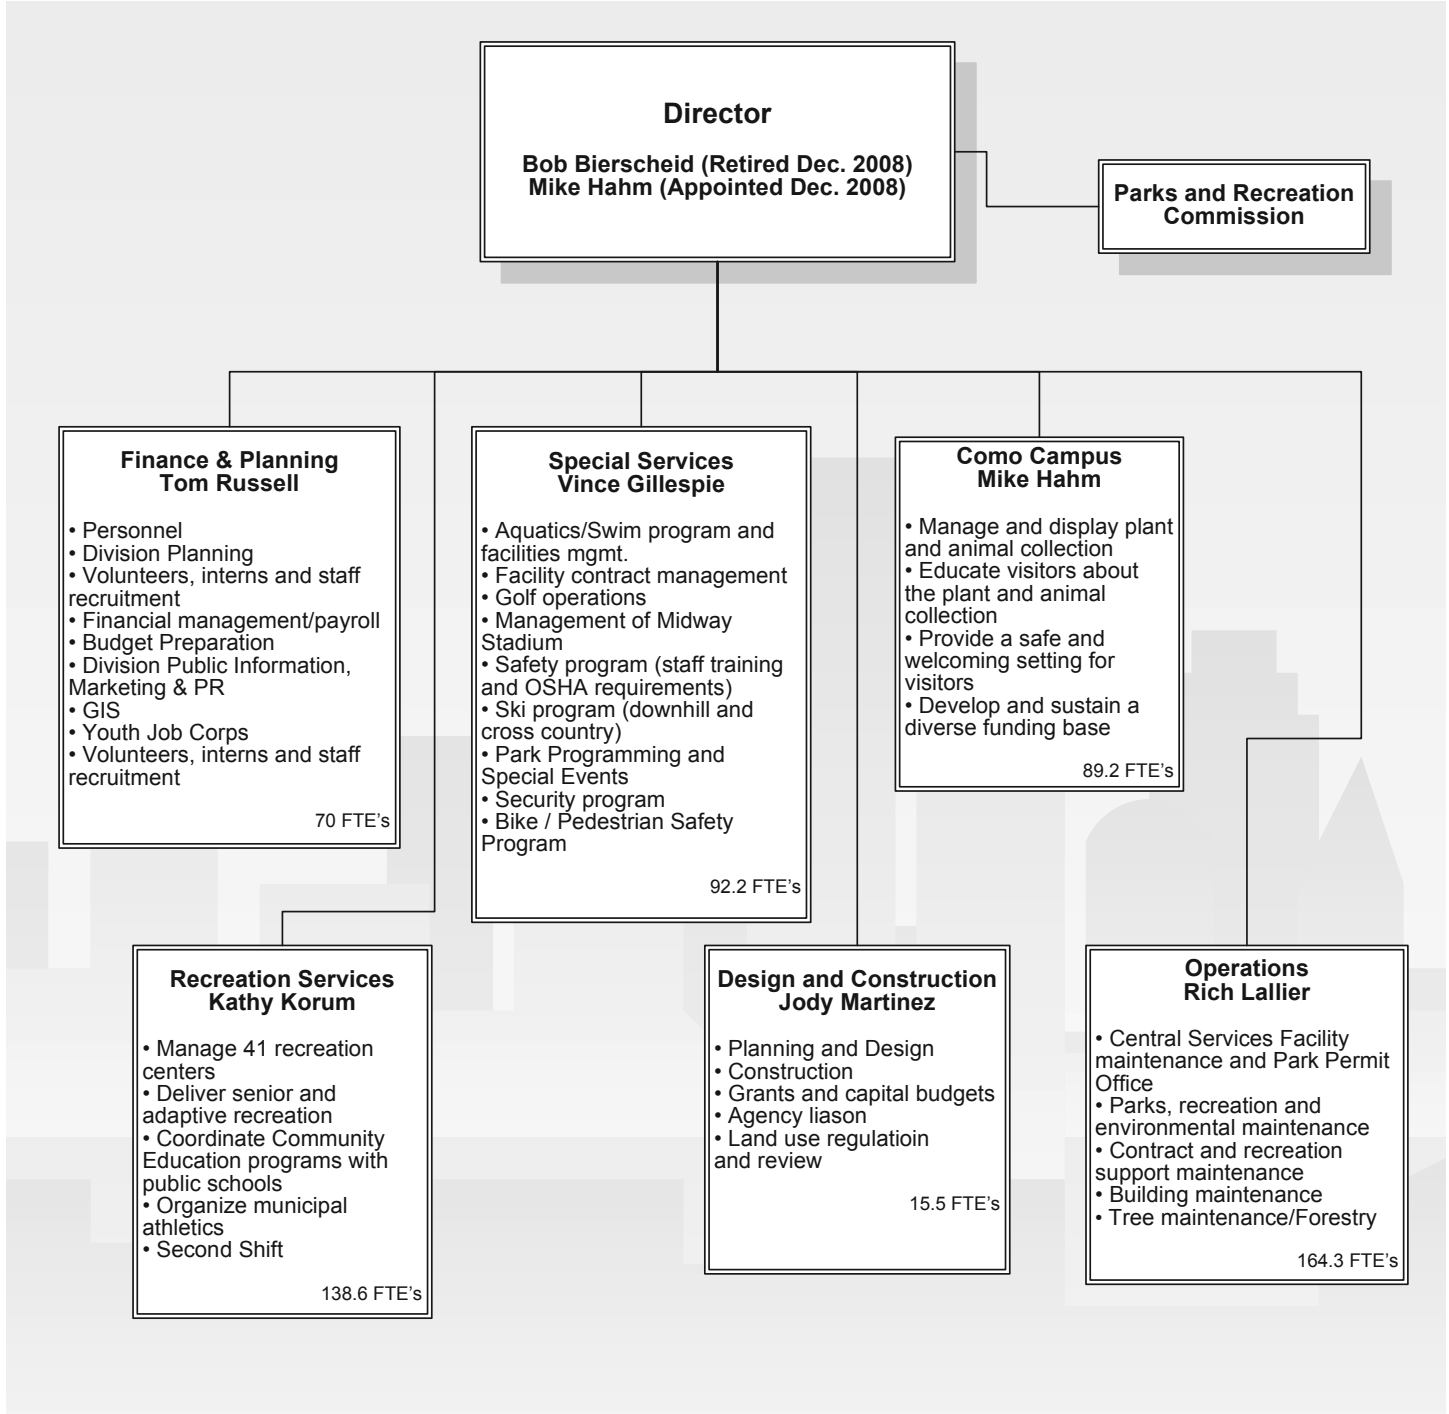 Director
Bob Bierscheid (Retired Dec. 2008)
Mike Hahm (Appointed Dec. 2008)
Parks and Recreation
Commission
Finance & Planning
Tom Russell
• Personnel
• Division Planning
• Volunteers, interns and staff
recruitment
• Financial management/payroll
• Budget Preparation
• Division Public Information,
Marketing & PR
• GIS
• Youth Job Corps
• Volunteers, interns and staff
recruitment
70 FTE's
Special Services
Vince Gillespie
• Aquatics/Swim program and
facilities mgmt.
• Facility contract management
• Golf operations
• Management of Midway
Stadium
• Safety program (staff training
and OSHA requirements)
• Ski program (downhill and
cross country)
• Park Programming and
Special Events
• Security program
• Bike / Pedestrian Safety
Program
92.2 FTE's
Como Campus
Mike Hahm
• Manage and display plant
and animal collection
• Educate visitors about
the plant and animal
collection
• Provide a safe and
welcoming setting for
visitors
• Develop and sustain a
diverse funding base
89.2 FTE's
Recreation Services
Kathy Korum
• Manage 41 recreation
centers
• Deliver senior and
adaptive recreation
• Coordinate Community
Education programs with
public schools
• Organize municipal
athletics
• Second Shift
138.6 FTE's
Design and Construction
Jody Martinez
• Planning and Design
• Construction
• Grants and capital budgets
• Agency liason
• Land use regulatioin
and review
15.5 FTE's
Operations
Rich Lallier
• Central Services Facility
maintenance and Park Permit
Office
• Parks, recreation and
environmental maintenance
• Contract and recreation
support maintenance
• Building maintenance
• Tree maintenance/Forestry
164.3 FTE's